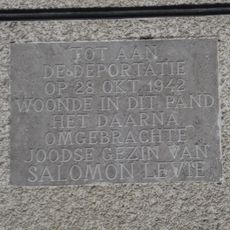 TOT AAN
DE DEPORTATIE
OP 28 OKT. 1942
WOONDE IN DIT PAND
HET DAARNA
OMGEBRACHTE
JOODSE GEZIN VAN
SALOMON LEVIE